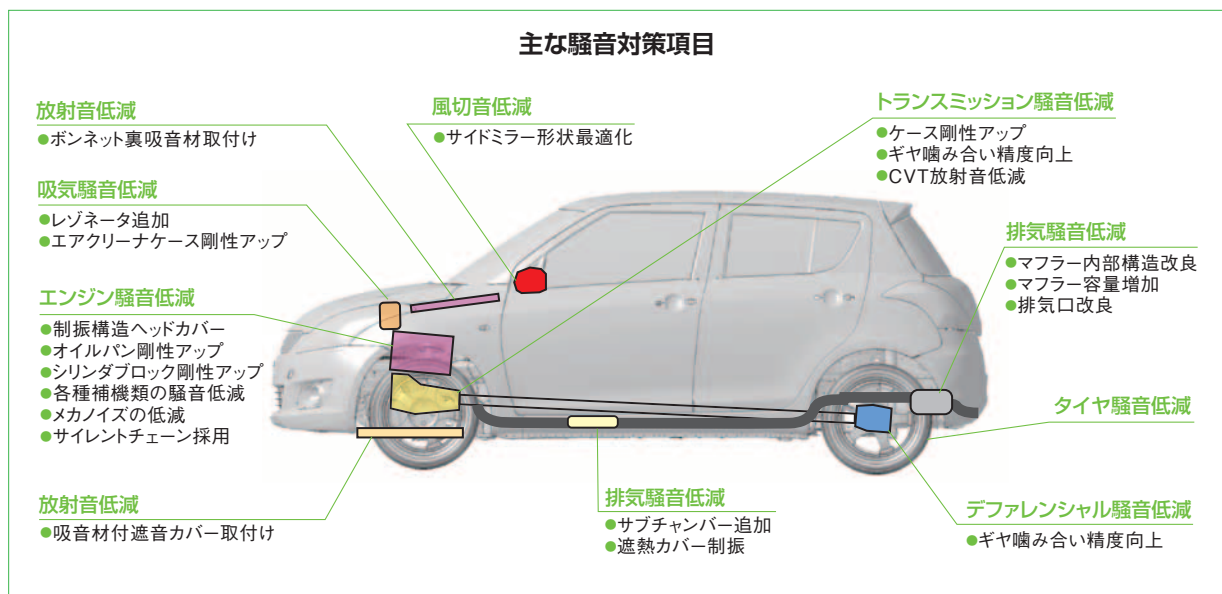 主な騒音対策項目
放射音低減
●ボンネット裏吸音材取付け
吸気騒音低減
●レゾネータ追加
●エアクリーナケース剛性アップ
エンジン騒音低減
●制振構造ヘッドカバー
●オイルパン剛性アップ
●シリンダブロック剛性アップ
●各種補機類の騒音低減
●メカノイズの低減
●サイレントチェーン採用
放射音低減
●吸音材付遮音カバー取付け
風切音低減
●サイドミラー形状最適化
排気騒音低減
●サブチャンバー追加
●遮熱カバー制振
トランスミッション騒音低減
●ケース剛性アップ
●ギヤ噛み合い精度向上
●CVT放射音低減
排気騒音低減
●マフラー内部構造改良
●マフラー容量増加
●排気口改良
タイヤ騒音低減
デファレンシャル騒音低減
●ギヤ噛み合い精度向上